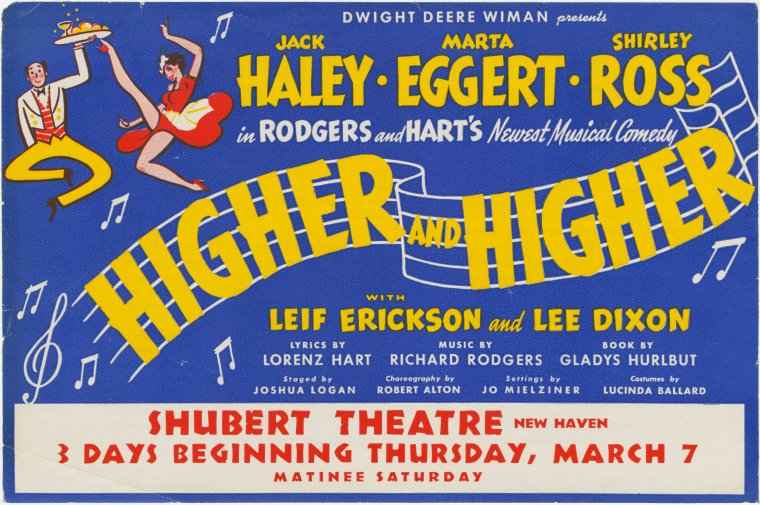 DWIGHT DEERE WIMAN presents
JACK HALEY · MARTA EGGERT · SHIRLEY ROSS
in RODGERS and HART'S Newest Musical Comedy
HIGHER AND HIGHER
WITH
LEIF ERICKSON and LEE DIXON
LYRICS BY LORENZ HART
MUSIC BY RICHARD RODGERS
BOOK BY GLADYS HURLBUT
Staged by JOSHUA LOGAN
Choreography by ROBERT ALTON
Settings by JO MIELZINER
Costumes by LUCINDA BALLARD
SHUBERT THEATRE NEW HAVEN
3 DAYS BEGINNING THURSDAY, MARCH 7
MATINEE SATURDAY